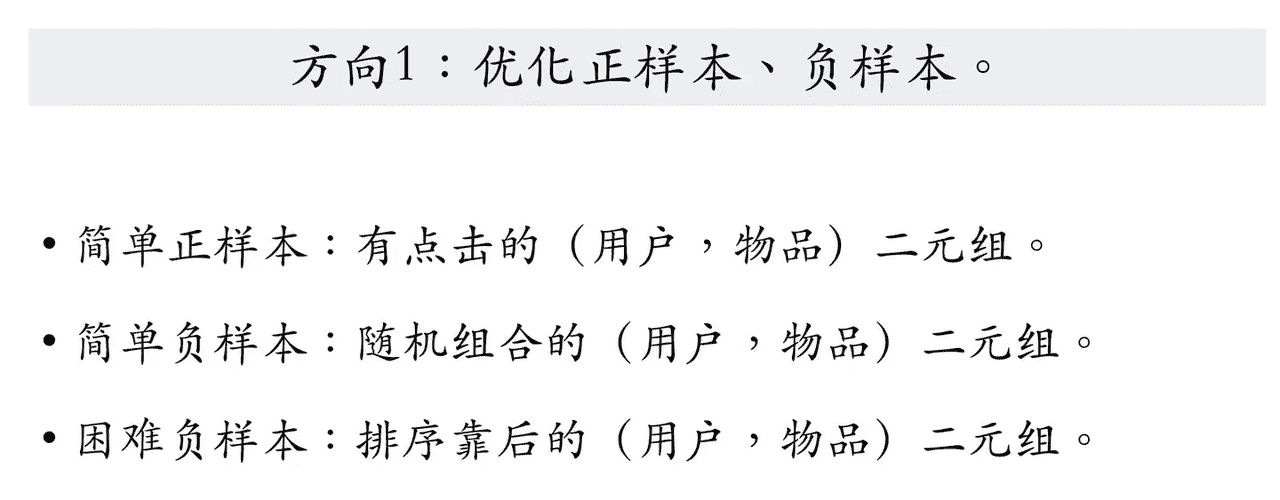 方向1：优化正样本、负样本。
• 简单正样本：有点击的（用户，物品）二元组。
• 简单负样本：随机组合的（用户，物品）二元组。
• 困难负样本：排序靠后的（用户，物品）二元组。